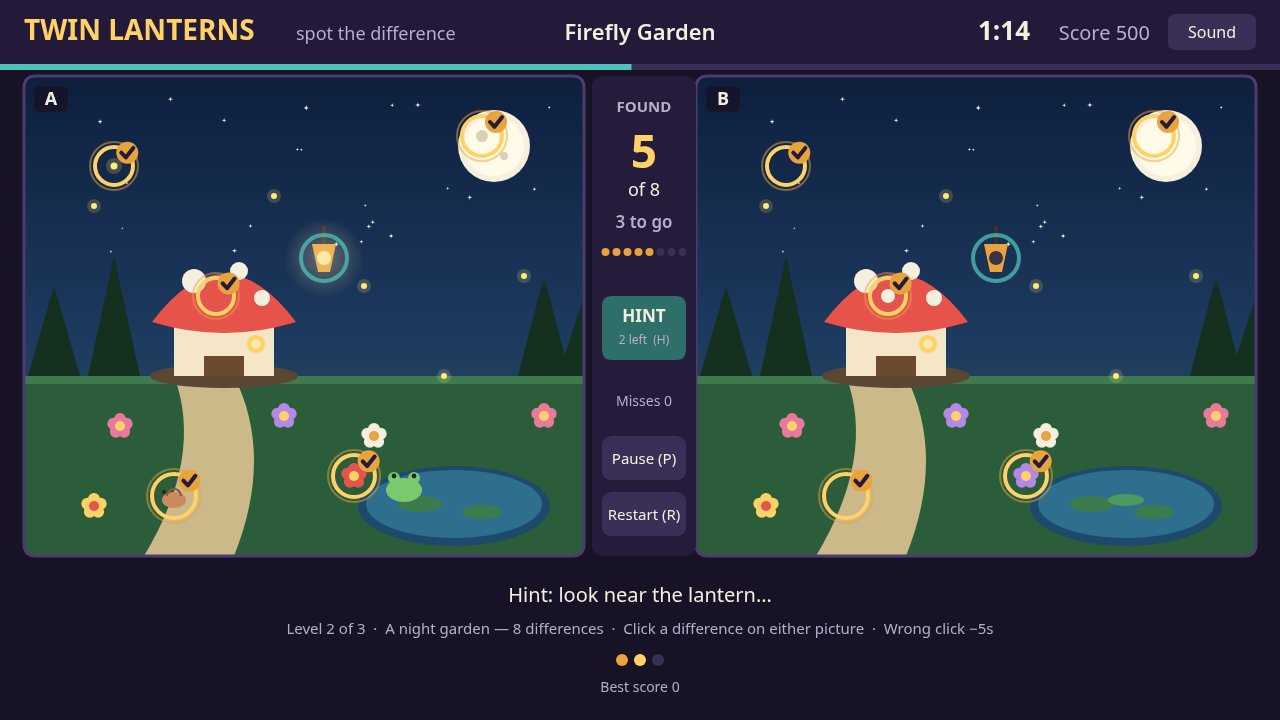 TWIN LANTERNS
spot the difference
Firefly Garden
1:14
Score 500
Sound
A
B
FOUND
5
of 8
3 to go
HINT
2 left (H)
Misses 0
Pause (P)
Restart (R)
Hint: look near the lantern...
Level 2 of 3 · A night garden — 8 differences · Click a difference on either picture · Wrong click −5s
Best score 0